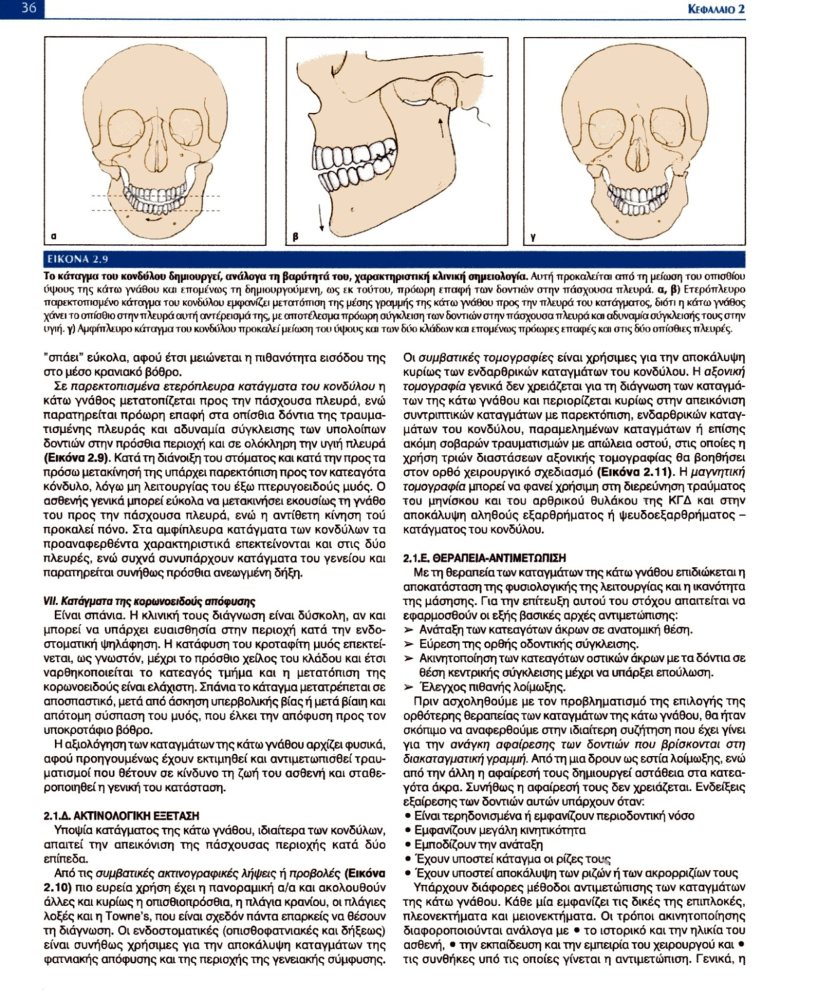 36
ΚΕΦΑΛΑΙΟ 2
α
β
γ
ΕΙΚΟΝΑ 2.9
Το κάταγμα του κονδύλου δημιουργεί, ανάλογα τη βαρύτητά του, χαρακτηριστική κλινική σημειολογία. Αυτή προκαλείται από τη μείωση του οπισθίου
ύψους της κάτω γνάθου και επομένως τη δημιουργούμενη, ως εκ τούτου, πρόωρη επαφή των δοντιών στην πάσχουσα πλευρά. α, β) Ετερόπλευρο
παρεκτοπισμένο κάταγμα του κονδύλου εμφανίζει μετατόπιση της μέσης γραμμής της κάτω γνάθου προς την πλευρά του κατάγματος, διότι η κάτω γνάθος
χάνει το οπίσθιο στην πλευρά αυτή αντέρεισμά της, με αποτέλεσμα πρόωρη σύγκλειση των δοντιών στην πάσχουσα πλευρά και αδυναμία σύγκλεισής τους στην
υγιή. γ) Αμφίπλευρο κάταγμα του κονδύλου προκαλεί μείωση του ύψους και των δύο κλάδων και επομένως πρόωρες επαφές και στις δύο οπίσθιες πλευρές.
"σπάει" εύκολα, αφού έτσι μειώνεται η πιθανότητα εισόδου της
στο μέσο κρανιακό βόθρο.
Σε παρεκτοπισμένα ετερόπλευρα κατάγματα του κονδύλου η
κάτω γνάθος μετατοπίζεται προς την πάσχουσα πλευρά, ενώ
παρατηρείται πρόωρη επαφή στα οπίσθια δόντια της τραυμα-
τισμένης πλευράς και αδυναμία σύγκλεισης των υπολοίπων
δοντιών στην πρόσθια περιοχή και σε ολόκληρη την υγιή πλευρά
(Εικόνα 2.9). Κατά τη διάνοιξη του στόματος και κατά την προς τα
πρόσω μετακίνησή της υπάρχει παρεκτόπιση προς τον κατεαγότα
κόνδυλο, λόγω μη λειτουργίας του έξω πτερυγοειδούς μυός. Ο
ασθενής γενικά μπορεί εύκολα να μετακινήσει εκουσίως τη γνάθο
του προς την πάσχουσα πλευρά, ενώ η αντίθετη κίνηση τού
προκαλεί πόνο. Στα αμφίπλευρα κατάγματα των κονδύλων τα
προαναφερθέντα χαρακτηριστικά επεκτείνονται και στις δύο
πλευρές, ενώ συχνά συνυπάρχουν κατάγματα του γενείου και
παρατηρείται συνήθως πρόσθια ανεωγμένη δήξη.
VII. Κατάγματα της κορωνοειδούς απόφυσης
Είναι σπάνια. Η κλινική τους διάγνωση είναι δύσκολη, αν και
μπορεί να υπάρχει ευαισθησία στην περιοχή κατά την ενδο-
στοματική ψηλάφηση. Η κατάφυση του κροταφίτη μυός επεκτεί-
νεται, ως γνωστόν, μέχρι το πρόσθιο χείλος του κλάδου και έτσι
ναρθηκοποιείται το κατεαγός τμήμα και η μετατόπιση της
κορωνοειδούς είναι ελάχιστη. Σπάνια το κάταγμα μετατρέπεται σε
αποσπαστικό, μετά από άσκηση υπερβολικής βίας ή μετά βίαιη και
απότομη σύσπαση του μυός, που έλκει την απόφυση προς τον
υποκροτάφιο βόθρο.
Η αξιολόγηση των καταγμάτων της κάτω γνάθου αρχίζει φυσικά,
αφού προηγουμένως έχουν εκτιμηθεί και αντιμετωπισθεί τραυ-
ματισμοί που θέτουν σε κίνδυνο τη ζωή του ασθενή και σταθε-
ροποιηθεί η γενική του κατάσταση.
2.1.Δ. ΑΚΤΙΝΟΛΟΓΙΚΗ ΕΞΕΤΑΣΗ
Υποψία κατάγματος της κάτω γνάθου, ιδιαίτερα των κονδύλων,
απαιτεί την απεικόνιση της πάσχουσας περιοχής κατά δύο
επίπεδα.
Από τις συμβατικές ακτινογραφικές λήψεις ή προβολές (Εικόνα
2.10) πιο ευρεία χρήση έχει η πανοραμική α/α και ακολουθούν
άλλες και κυρίως η οπισθιοπρόσθια, η πλάγια κρανίου, οι πλάγιες
λοξές και η Towne's, που είναι σχεδόν πάντα επαρκείς να θέσουν
τη διάγνωση. Οι ενδοστοματικές (οπισθοφατνιακές και δήξεως)
είναι συνήθως χρήσιμες για την αποκάλυψη καταγμάτων της
φατνιακής απόφυσης και της περιοχής της γενειακής σύμφυσης.
Οι συμβατικές τομογραφίες είναι χρήσιμες για την αποκάλυψη
κυρίως των ενδαρθρικών καταγμάτων του κονδύλου. Η αξονική
τομογραφία γενικά δεν χρειάζεται για τη διάγνωση των καταγμά-
των της κάτω γνάθου και περιορίζεται κυρίως στην απεικόνιση
συντριπτικών καταγμάτων με παρεκτόπιση, ενδαρθρικών καταγ-
μάτων του κονδύλου, παραμελημένων καταγμάτων ή επίσης
ακόμη σοβαρών τραυματισμών με απώλεια οστού, στις οποίες η
χρήση τριών διαστάσεων αξονικής τομογραφίας θα βοηθήσει
στον ορθό χειρουργικό σχεδιασμό (Εικόνα 2.11). Η μαγνητική
τομογραφία μπορεί να φανεί χρήσιμη στη διερεύνηση τραύματος
του μηνίσκου και του αρθρικού θυλάκου της ΚΓΔ και στην
αποκάλυψη αληθούς εξαρθρήματος ή ψευδοεξαρθρήματος –
κατάγματος του κονδύλου.
2.1.Ε. ΘΕΡΑΠΕΙΑ-ΑΝΤΙΜΕΤΩΠΙΣΗ
Με τη θεραπεία των καταγμάτων της κάτω γνάθου επιδιώκεται η
αποκατάσταση της φυσιολογικής της λειτουργίας και η ικανότητα
της μάσησης. Για την επίτευξη αυτού του στόχου απαιτείται να
εφαρμοσθούν οι εξής βασικές αρχές αντιμετώπισης:
➢ Ανάταξη των κατεαγότων άκρων σε ανατομική θέση.
➢ Εύρεση της ορθής οδοντικής σύγκλεισης.
➢ Ακινητοποίηση των κατεαγότων οστικών άκρων με τα δόντια σε
θέση κεντρικής σύγκλεισης μέχρι να υπάρξει επούλωση.
➢ Έλεγχος πιθανής λοίμωξης.
Πριν ασχοληθούμε με τον προβληματισμό της επιλογής της
ορθότερης θεραπείας των καταγμάτων της κάτω γνάθου, θα ήταν
σκόπιμο να αναφερθούμε στην ιδιαίτερη συζήτηση που έχει γίνει
για την ανάγκη αφαίρεσης των δοντιών που βρίσκονται στη
διακαταγματική γραμμή. Από τη μια δρουν ως εστία λοίμωξης, ενώ
από την άλλη η αφαίρεσή τους δημιουργεί αστάθεια στα κατεα-
γότα άκρα. Συνήθως η αφαίρεσή τους δεν χρειάζεται. Ενδείξεις
εξαίρεσης των δοντιών αυτών υπάρχουν όταν:
• Είναι τερηδονισμένα ή εμφανίζουν περιοδοντική νόσο
• Εμφανίζουν μεγάλη κινητικότητα
• Εμποδίζουν την ανάταξη
• Έχουν υποστεί κάταγμα οι ρίζες τους
• Έχουν υποστεί αποκάλυψη των ριζών ή των ακρορριζίων τους
Υπάρχουν διάφορες μέθοδοι αντιμετώπισης των καταγμάτων
της κάτω γνάθου. Κάθε μία εμφανίζει τις δικές της επιπλοκές,
πλεονεκτήματα και μειονεκτήματα. Οι τρόποι ακινητοποίησης
διαφοροποιούνται ανάλογα με • το ιστορικό και την ηλικία του
ασθενή, • την εκπαίδευση και την εμπειρία του χειρουργού και •
τις συνθήκες υπό τις οποίες γίνεται η αντιμετώπιση. Γενικά, η